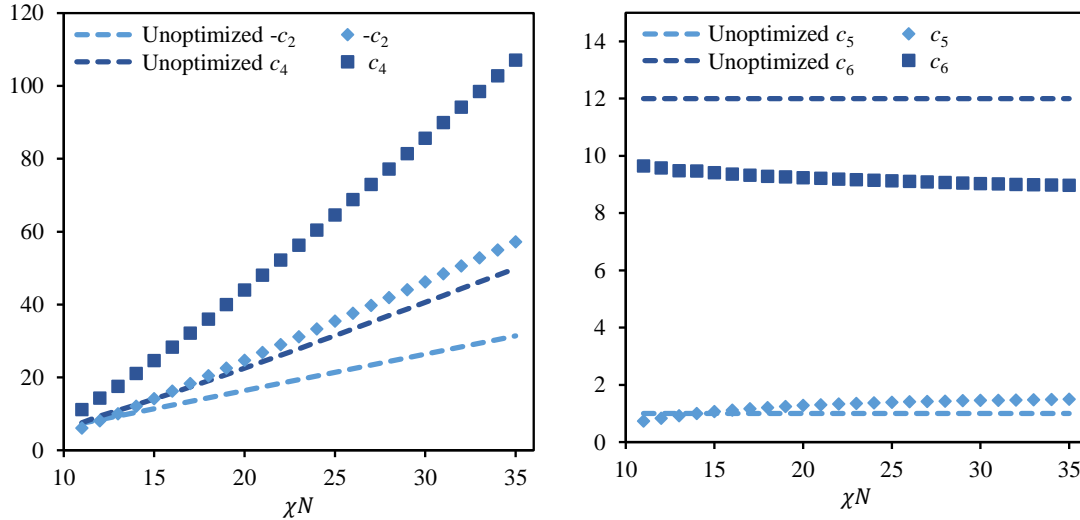 120
100
80
60
40
20
0
10 15 20 25 30 35
χN
Unoptimized -c₂ -c₂
Unoptimized c₄ c₄
14
12
10
8
6
4
2
0
10 15 20 25 30 35
χN
Unoptimized c₅ c₅
Unoptimized c₆ c₆